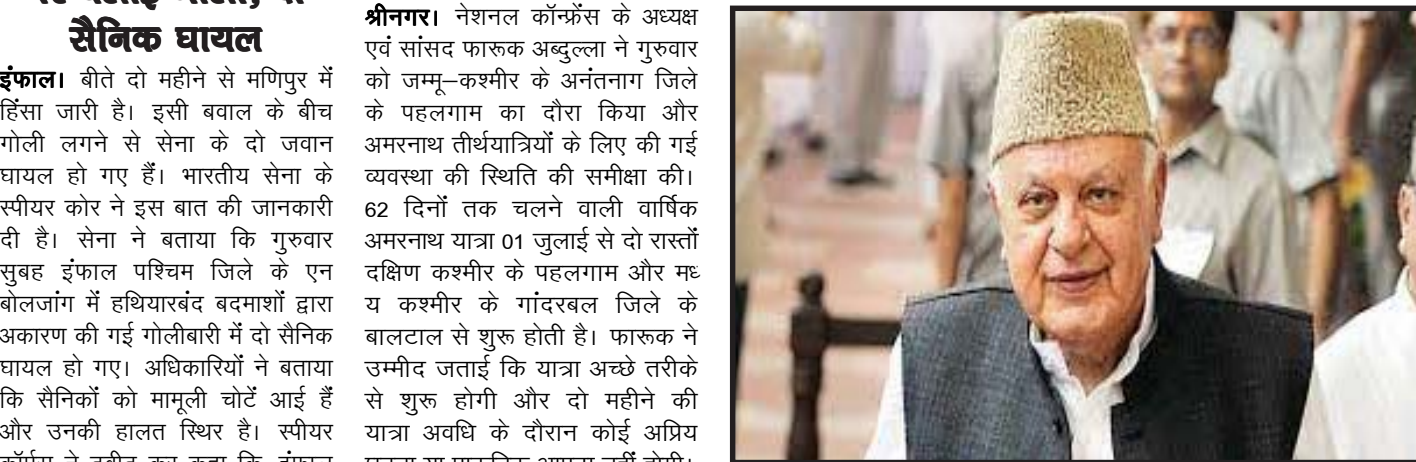 सैनिक घायल
इंफाल। बीते दो महीने से मणिपुर में
हिंसा जारी है। इसी बवाल के बीच
गोली लगने से सेना के दो जवान
घायल हो गए हैं। भारतीय सेना के
स्पीयर कोर ने इस बात की जानकारी
दी है। सेना ने बताया कि गुरुवार
सुबह इंफाल पश्चिम जिले के एन
बोलजांग में हथियारबंद बदमाशों द्वारा
अकारण की गई गोलीबारी में दो सैनिक
घायल हो गए। अधिकारियों ने बताया
कि सैनिकों को मामूली चोटें आई हैं
और उनकी हालत स्थिर है। स्पीयर
श्रीनगर। नेशनल कॉन्फ्रेंस के अध्यक्ष
एवं सांसद फारूक अब्दुल्ला ने गुरुवार
को जम्मू–कश्मीर के अनंतनाग जिले
के पहलगाम का दौरा किया और
अमरनाथ तीर्थयात्रियों के लिए की गई
व्यवस्था की स्थिति की समीक्षा की।
62 दिनों तक चलने वाली वार्षिक
अमरनाथ यात्रा 01 जुलाई से दो रास्तों
दक्षिण कश्मीर के पहलगाम और मध्
य कश्मीर के गांदरबल जिले के
बालटाल से शुरू होती है। फारूक ने
उम्मीद जताई कि यात्रा अच्छे तरीके
से शुरू होगी और दो महीने की
यात्रा अवधि के दौरान कोई अप्रिय